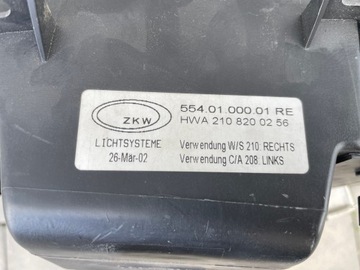 ZKW
554.01.000.01 RE
HWA 210 820 02 56
LICHTSYSTEME
26-Mar-02
Verwendung W/S 210: RECHTS
Verwendung C/A 208: LINKS